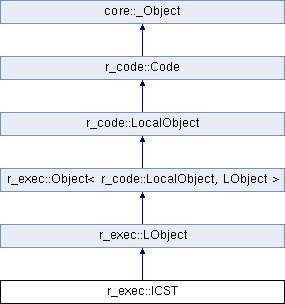 core::_Object
r_code::Code
r_code::LocalObject
r_exec::Object< r_code::LocalObject, LObject >
r_exec::LObject
r_exec::ICST